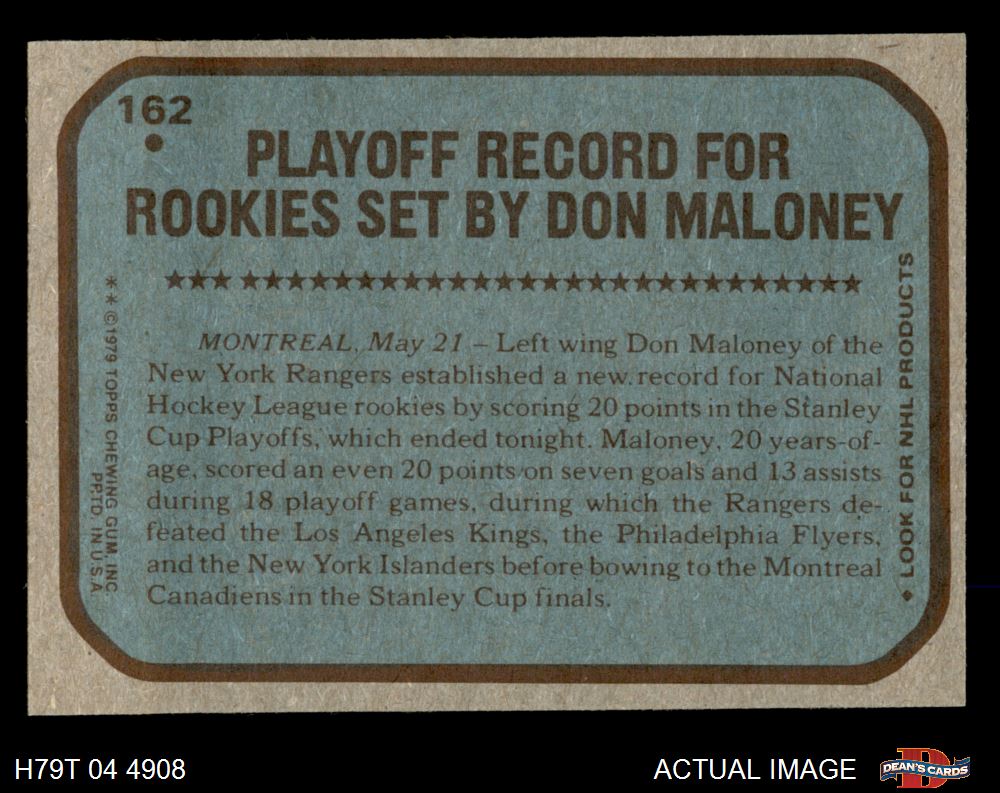 162
PLAYOFF RECORD FOR
ROOKIES SET BY DON MALONEY
MONTREAL, May 21 – Left wing Don Maloney of the
New York Rangers established a new record for National
Hockey League rookies by scoring 20 points in the Stanley
Cup Playoffs, which ended tonight. Maloney, 20 years-of-
age, scored an even 20 points on seven goals and 13 assists
during 18 playoff games, during which the Rangers de-
feated the Los Angeles Kings, the Philadelphia Flyers,
and the New York Islanders before bowing to the Montreal
Canadiens in the Stanley Cup finals.
* * ©1979 TOPPS CHEWING GUM, INC
PRTD. IN U.S.A.
LOOK FOR NHL PRODUCTS
H79T 04 4908
ACTUAL IMAGE
D
DEAN'S CARDS